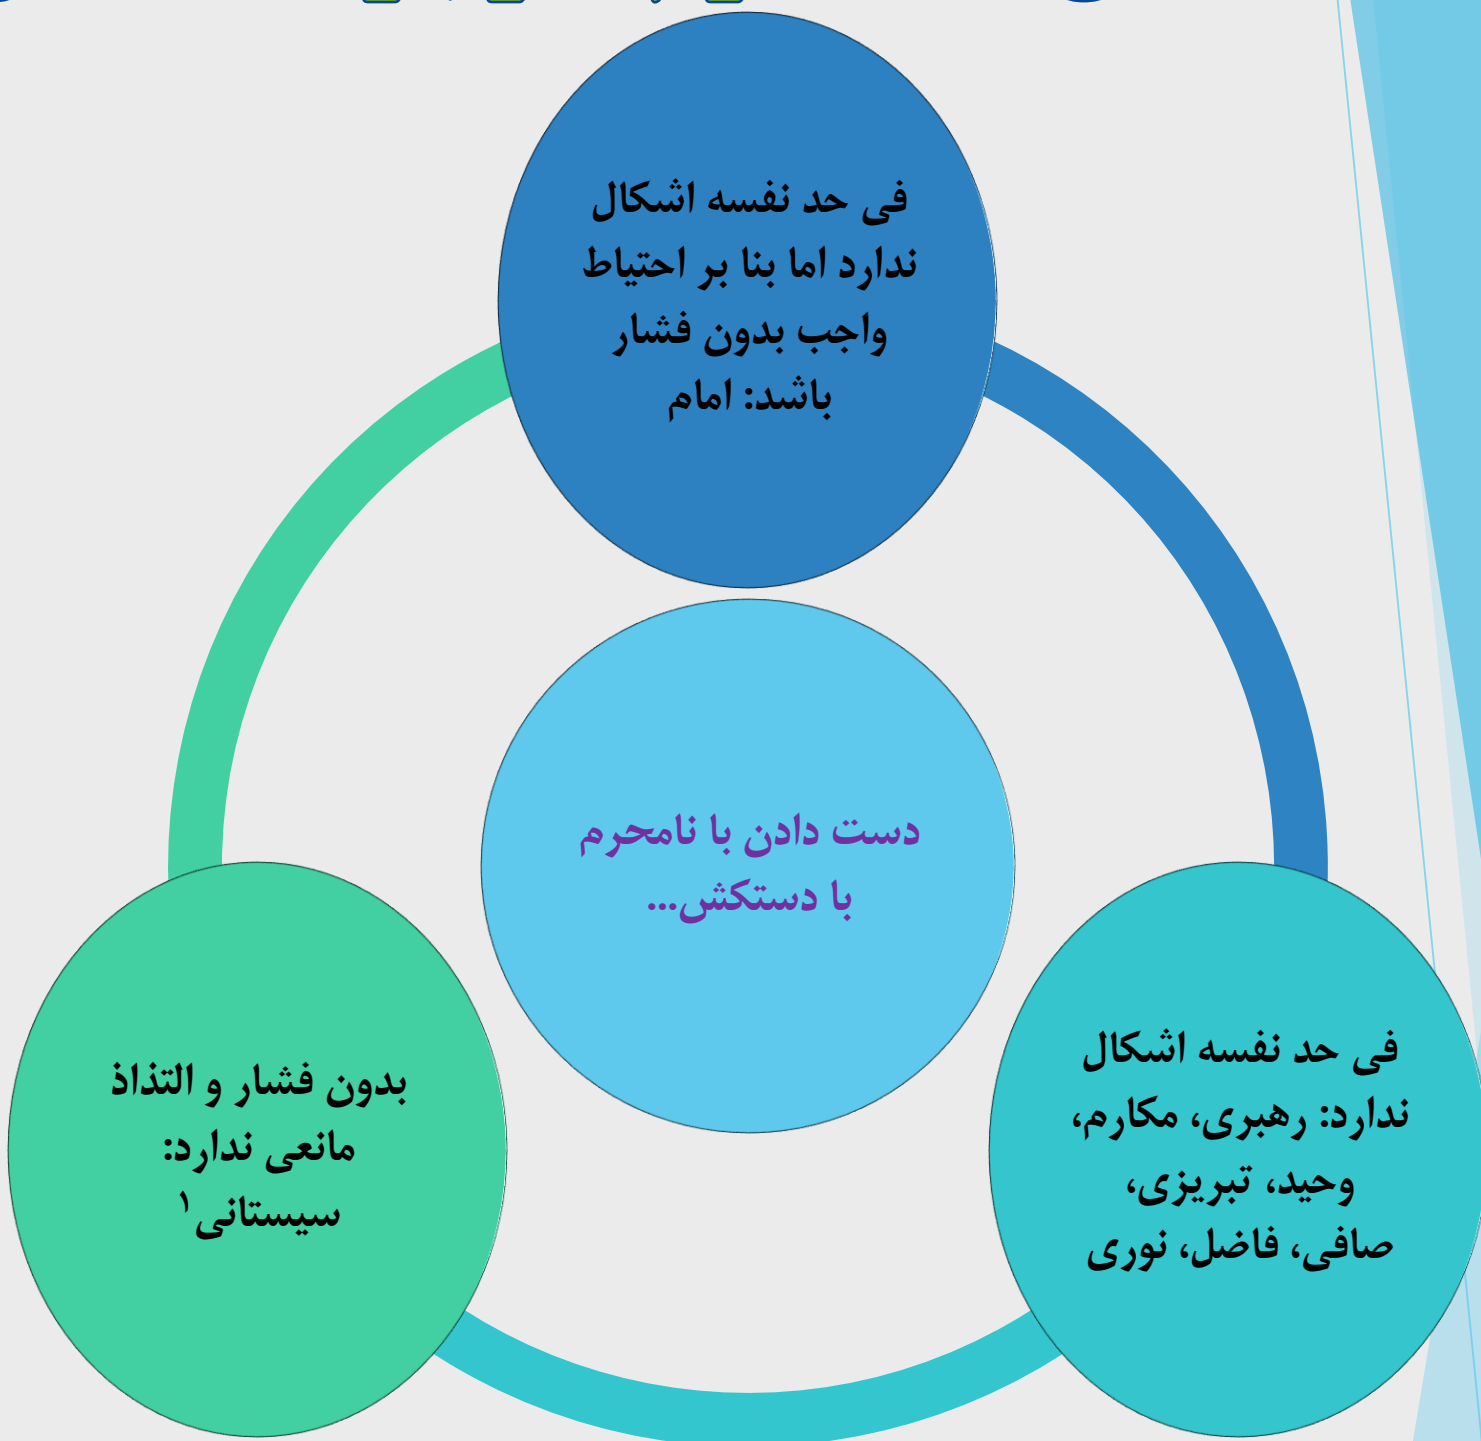 فی حد نفسه اشکال
ندارد اما بنا بر احتیاط
واجب بدون فشار
باشد: امام
دست دادن با نامحرم
با دستکش...
فی حد نفسه اشکال
ندارد: رهبری، مکارم،
وحید، تبریزی،
صافی، فاضل، نوری
بدون فشار و التذاذ
مانعی ندارد:
سیستانی۱